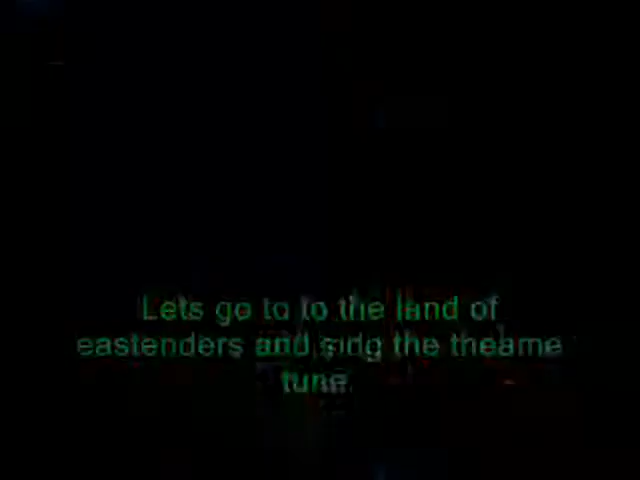 Lets go to to the land of
eastenders and sing the theame
tune.